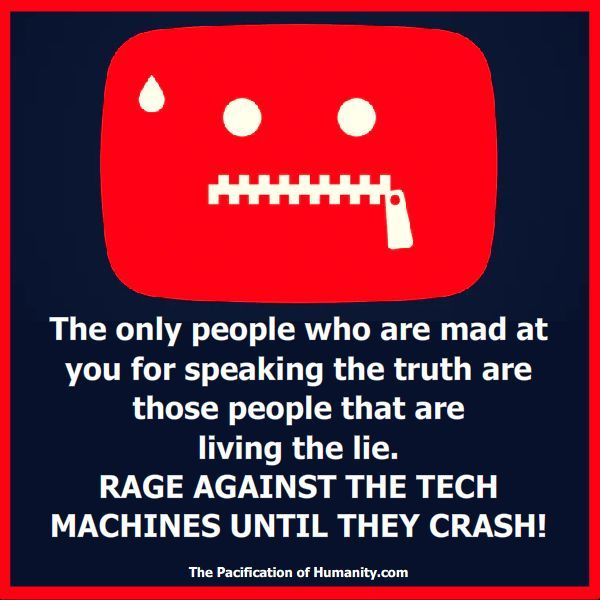 The only people who are mad at
you for speaking the truth are
those people that are
living the lie.
RAGE AGAINST THE TECH
MACHINES UNTIL THEY CRASH!
The Pacification of Humanity.com